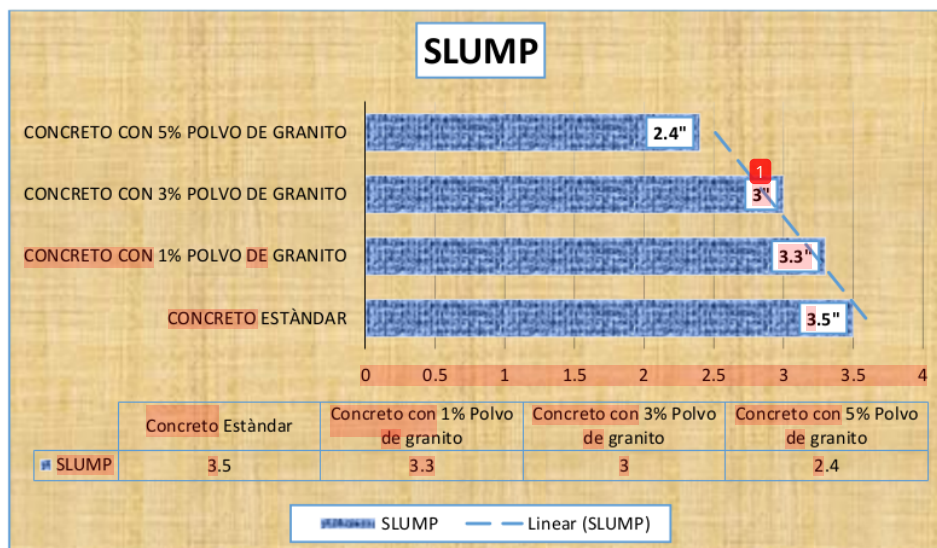 SLUMP
CONCRETO CON 5% POLVO DE GRANITO
2.4"
1
CONCRETO CON 3% POLVO DE GRANITO
3"
CONCRETO CON 1% POLVO DE GRANITO
3.3"
CONCRETO ESTÀNDAR
3.5"
0 0.5 1 1.5 2 2.5 3 3.5 4
Concreto Estàndar
Concreto con 1% Polvo
de granito
Concreto con 3% Polvo
de granito
Concreto con 5% Polvo
de granito
SLUMP 3.5 3.3 3 2.4
SLUMP Linear (SLUMP)